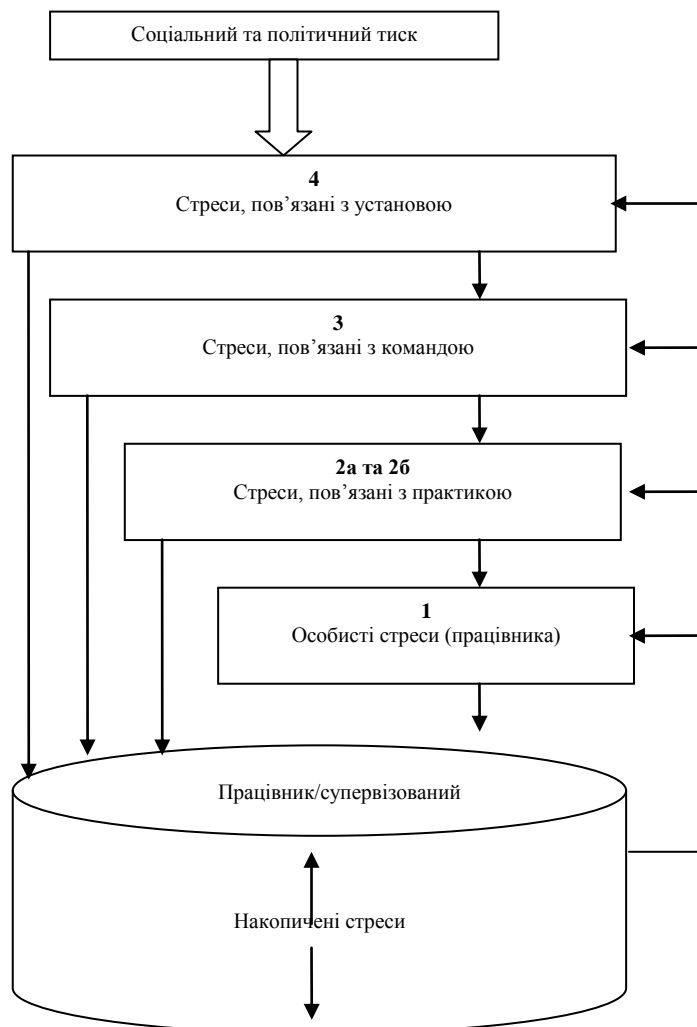 Соціальний та політичний тиск
4
Стреси, пов’язані з установою
3
Стреси, пов’язані з командою
2а та 2б
Стреси, пов’язані з практикою
1
Особисті стреси (працівника)
Працівник/супервізований
Накопичені стреси